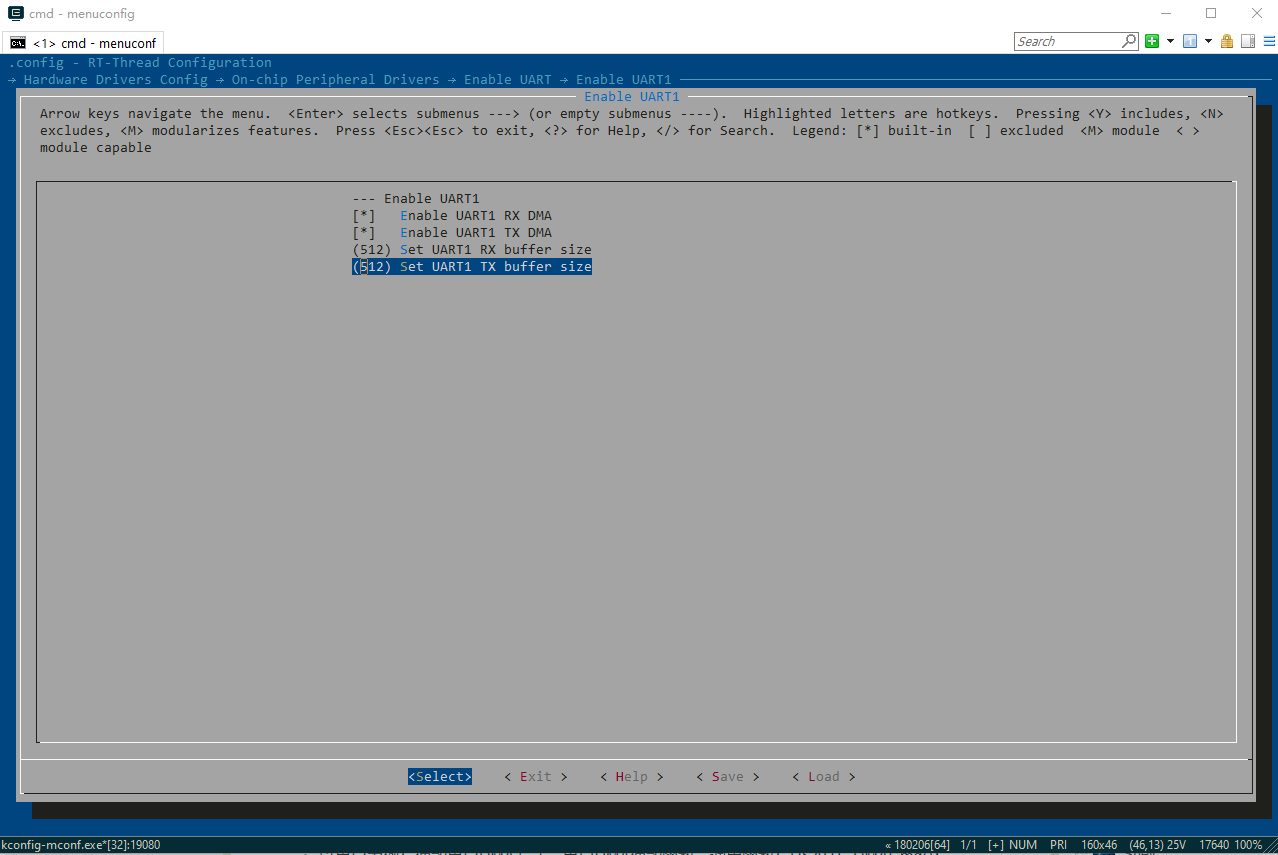 cmd - menuconfig
<1> cmd - menuconf
Search
.config - RT-Thread Configuration
→ Hardware Drivers Config → On-chip Peripheral Drivers → Enable UART → Enable UART1
Enable UART1
Arrow keys navigate the menu.  <Enter> selects submenus ---> (or empty submenus ----).  Highlighted letters are hotkeys.  Pressing <Y> includes, <N>
excludes, <M> modularizes features.  Press <Esc><Esc> to exit, <?> for Help, </> for Search.  Legend: [*] built-in  [ ] excluded  <M> module  < >
module capable
--- Enable UART1
[*]   Enable UART1 RX DMA
[*]   Enable UART1 TX DMA
(512) Set UART1 RX buffer size
(512) Set UART1 TX buffer size
<Select>    < Exit >    < Help >    < Save >    < Load >
kconfig-mconf.exe*[32]:19080    « 180206[64]  1/1  [+] NUM  PRI  160x46  (46,13) 25V  17640 100%